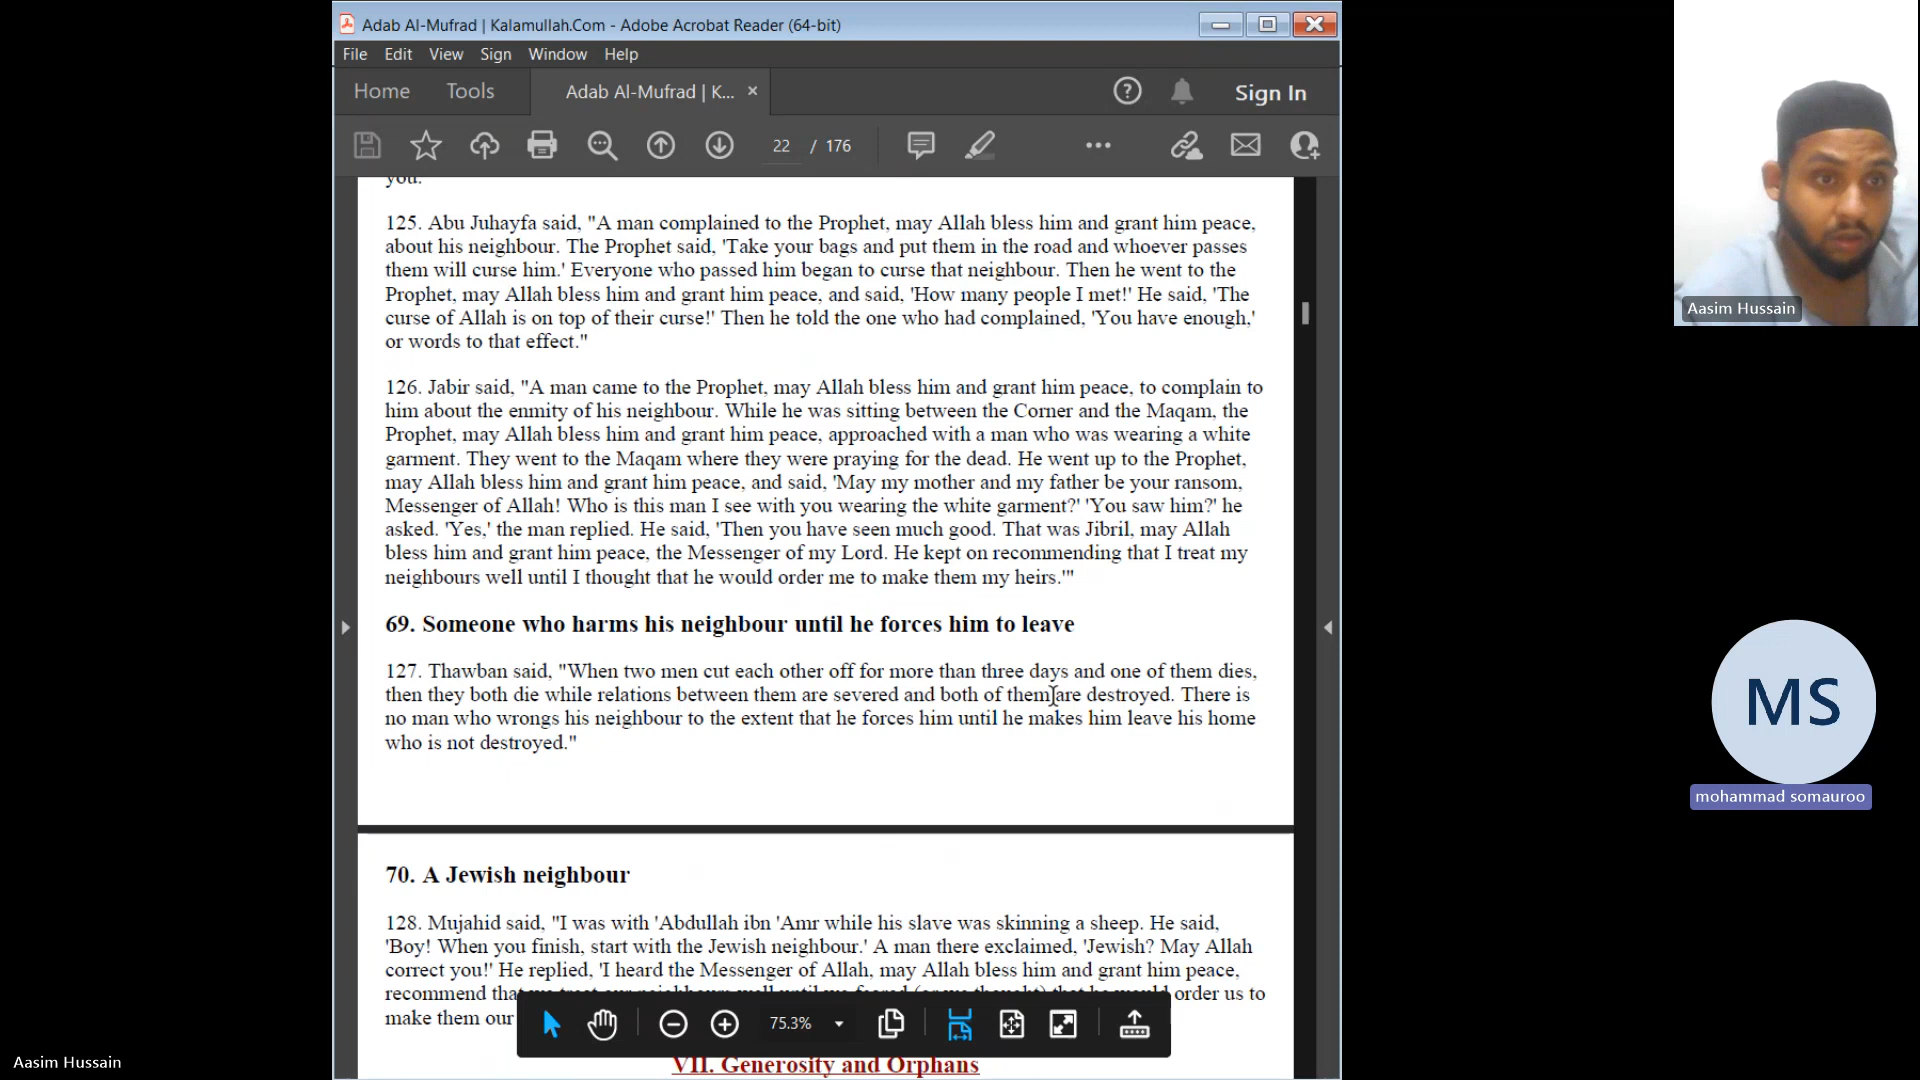 Adab Al-Mufrad | Kalamullah.Com - Adobe Acrobat Reader (64-bit)
File Edit View Sign Window Help
Home Tools Adab Al-Mufrad | K... × Sign In
22 / 176
you.
125. Abu Juhayfa said, "A man complained to the Prophet, may Allah bless him and grant him peace,
about his neighbour. The Prophet said, 'Take your bags and put them in the road and whoever passes
them will curse him.' Everyone who passed him began to curse that neighbour. Then he went to the
Prophet, may Allah bless him and grant him peace, and said, 'How many people I met!' He said, 'The
curse of Allah is on top of their curse!' Then he told the one who had complained, 'You have enough,'
or words to that effect."
126. Jabir said, "A man came to the Prophet, may Allah bless him and grant him peace, to complain to
him about the enmity of his neighbour. While he was sitting between the Corner and the Maqam, the
Prophet, may Allah bless him and grant him peace, approached with a man who was wearing a white
garment. They went to the Maqam where they were praying for the dead. He went up to the Prophet,
may Allah bless him and grant him peace, and said, 'May my mother and my father be your ransom,
Messenger of Allah! Who is this man I see with you wearing the white garment?' 'You saw him?' he
asked. 'Yes,' the man replied. He said, 'Then you have seen much good. That was Jibril, may Allah
bless him and grant him peace, the Messenger of my Lord. He kept on recommending that I treat my
neighbours well until I thought that he would order me to make them my heirs.'"
69. Someone who harms his neighbour until he forces him to leave
127. Thawban said, "When two men cut each other off for more than three days and one of them dies,
then they both die while relations between them are severed and both of them are destroyed. There is
no man who wrongs his neighbour to the extent that he forces him until he makes him leave his home
who is not destroyed."
70. A Jewish neighbour
128. Mujahid said, "I was with 'Abdullah ibn 'Amr while his slave was skinning a sheep. He said,
'Boy! When you finish, start with the Jewish neighbour.' A man there exclaimed, 'Jewish? May Allah
correct you!' He replied, 'I heard the Messenger of Allah, may Allah bless him and grant him peace,
recommend that we treat our neighbours well until we feared (or we thought) that he would order us to
make them our
75.3%
VII. Generosity and Orphans
Aasim Hussain
MS
mohammad somauroo
Aasim Hussain